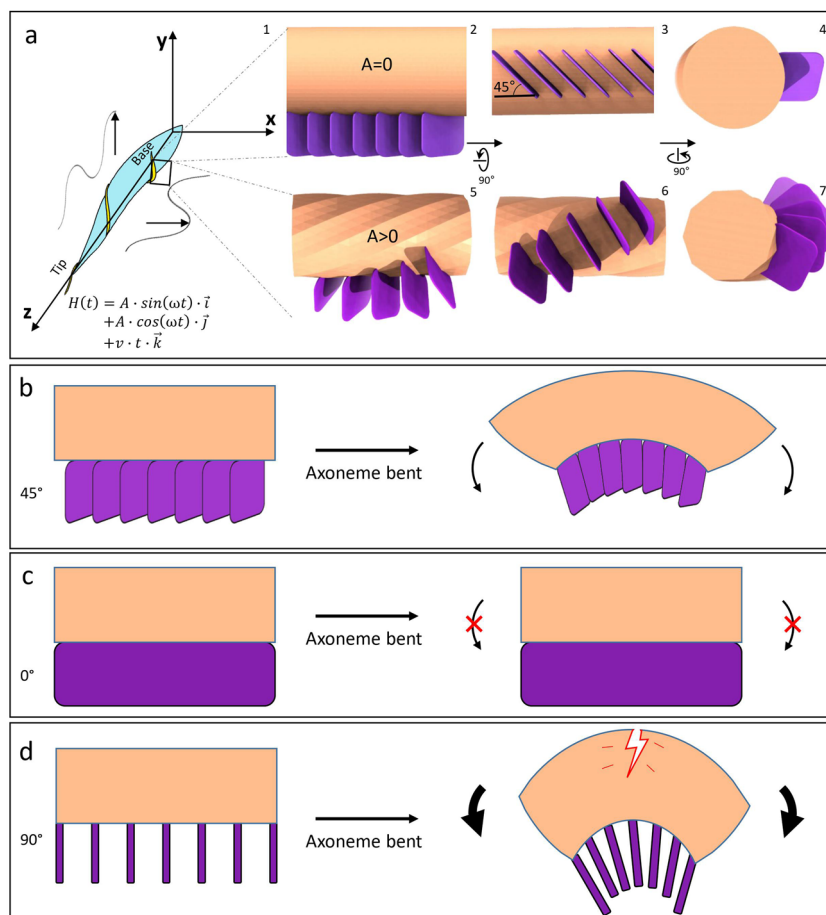 a
y
x
z
Base
Tip
H(t) = A · sin(ωt) · i⃗
+A · cos(ωt) · j⃗
+v · t · k⃗
1
A=0
2
45°
3
4
90°
90°
5
A>0
6
7
b
45°
Axoneme bent
c
0°
Axoneme bent
d
90°
Axoneme bent